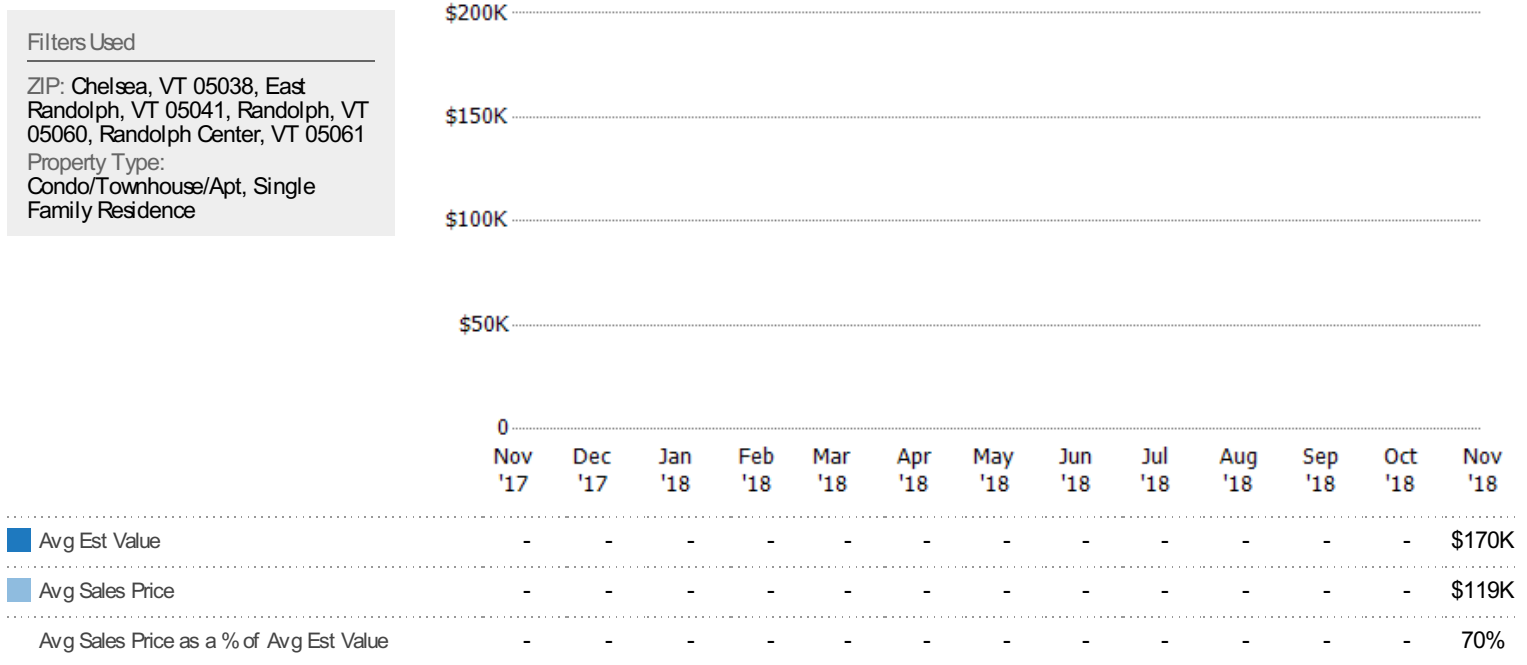 Filters Used
ZIP: Chelsea, VT 05038, East
Randolph, VT 05041, Randolph, VT
05060, Randolph Center, VT 05061
Property Type:
Condo/Townhouse/Apt, Single
Family Residence
$200K
$150K
$100K
$50K
0
Nov Dec Jan Feb Mar Apr May Jun Jul Aug Sep Oct Nov
'17 '17 '18 '18 '18 '18 '18 '18 '18 '18 '18 '18 '18
Avg Est Value - - - - - - - - - - - - $170K
Avg Sales Price - - - - - - - - - - - - $119K
Avg Sales Price as a % of Avg Est Value - - - - - - - - - - - - 70%